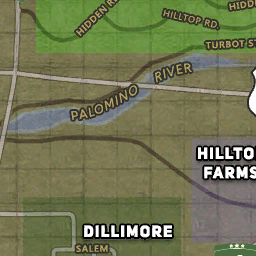 HIDDEN R
HILLTOP RD.
TURBOT ST
PALOMINO RIVER
HILLTO
FARMS
DILLIMORE
SALEM